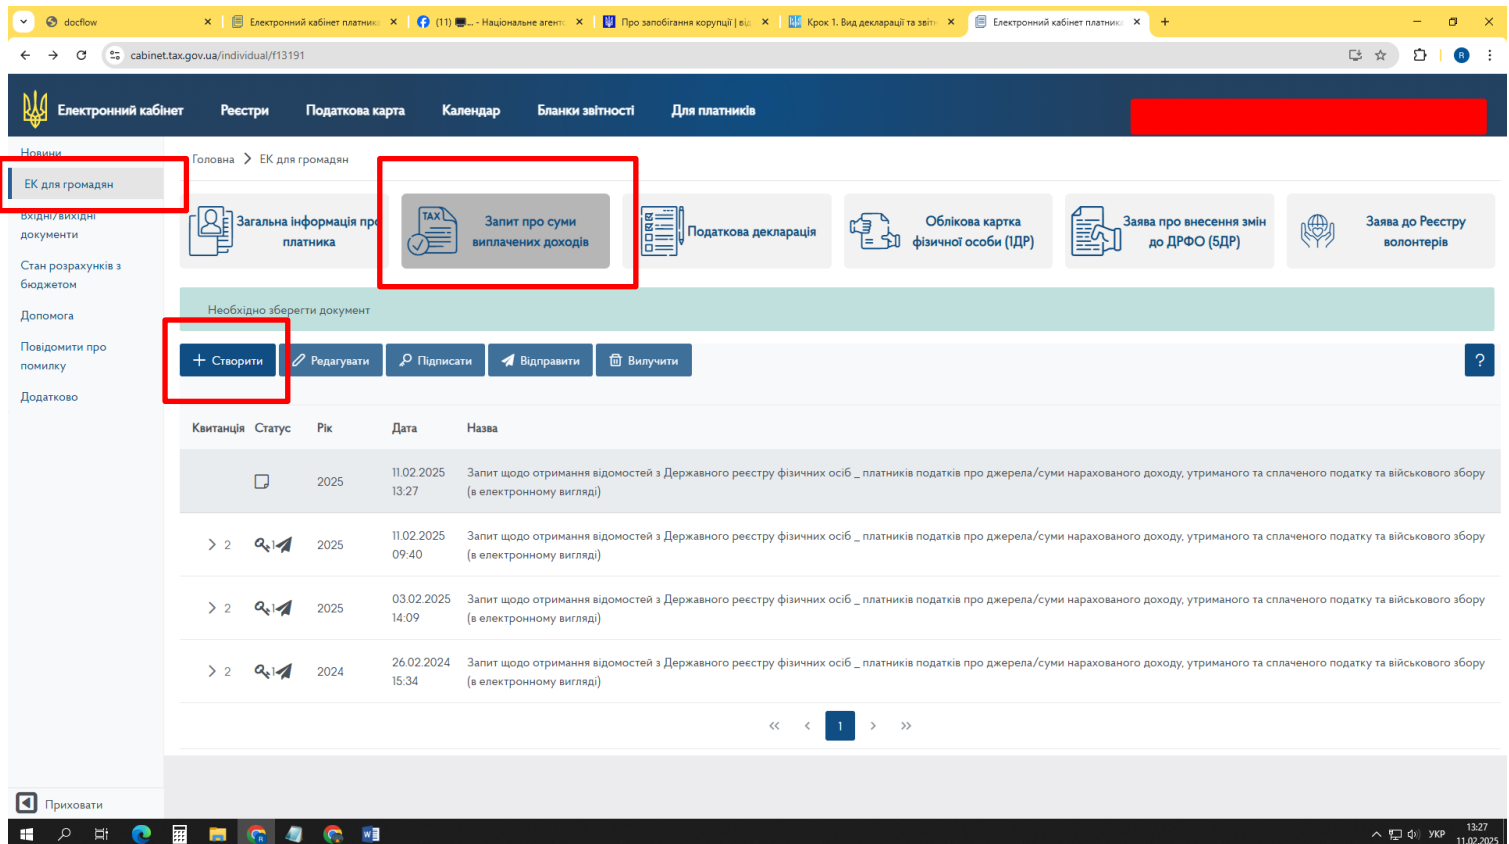 docflow
Електронний кабінет платника
(11) ... - Національне агент
Про запобігання корупції | від
Крок 1. Вид декларації та звітн
Електронний кабінет платника
cabinet.tax.gov.ua/individual/f13191
R
Електронний кабінет
Реєстри
Податкова карта
Календар
Бланки звітності
Для платників
Новини
ЕК для громадян
Вхідні/вихідні
документи
Стан розрахунків з
бюджетом
Допомога
Повідомити про
помилку
Додатково
Приховати
Головна > ЕК для громадян
Загальна інформація про
платника
TAX
Запит про суми
виплачених доходів
Податкова декларація
Облікова картка
фізичної особи (1ДР)
Заява про внесення змін
до ДРФО (5ДР)
Заява до Реєстру
волонтерів
Необхідно зберегти документ
+ Створити
Редагувати
Підписати
Відправити
Вилучити
?
Квитанція Статус Рік Дата Назва
2025 11.02.2025 Запит щодо отримання відомостей з Державного реєстру фізичних осіб _ платників податків про джерела/суми нарахованого доходу, утриманого та сплаченого податку та військового збору
13:27 (в електронному вигляді)
> 2 1 2025 11.02.2025 Запит щодо отримання відомостей з Державного реєстру фізичних осіб _ платників податків про джерела/суми нарахованого доходу, утриманого та сплаченого податку та військового збору
09:40 (в електронному вигляді)
> 2 1 2025 03.02.2025 Запит щодо отримання відомостей з Державного реєстру фізичних осіб _ платників податків про джерела/суми нарахованого доходу, утриманого та сплаченого податку та військового збору
14:09 (в електронному вигляді)
> 2 1 2024 26.02.2024 Запит щодо отримання відомостей з Державного реєстру фізичних осіб _ платників податків про джерела/суми нарахованого доходу, утриманого та сплаченого податку та військового збору
15:34 (в електронному вигляді)
<< < 1 > >>
УКР
13:27
11.02.2025